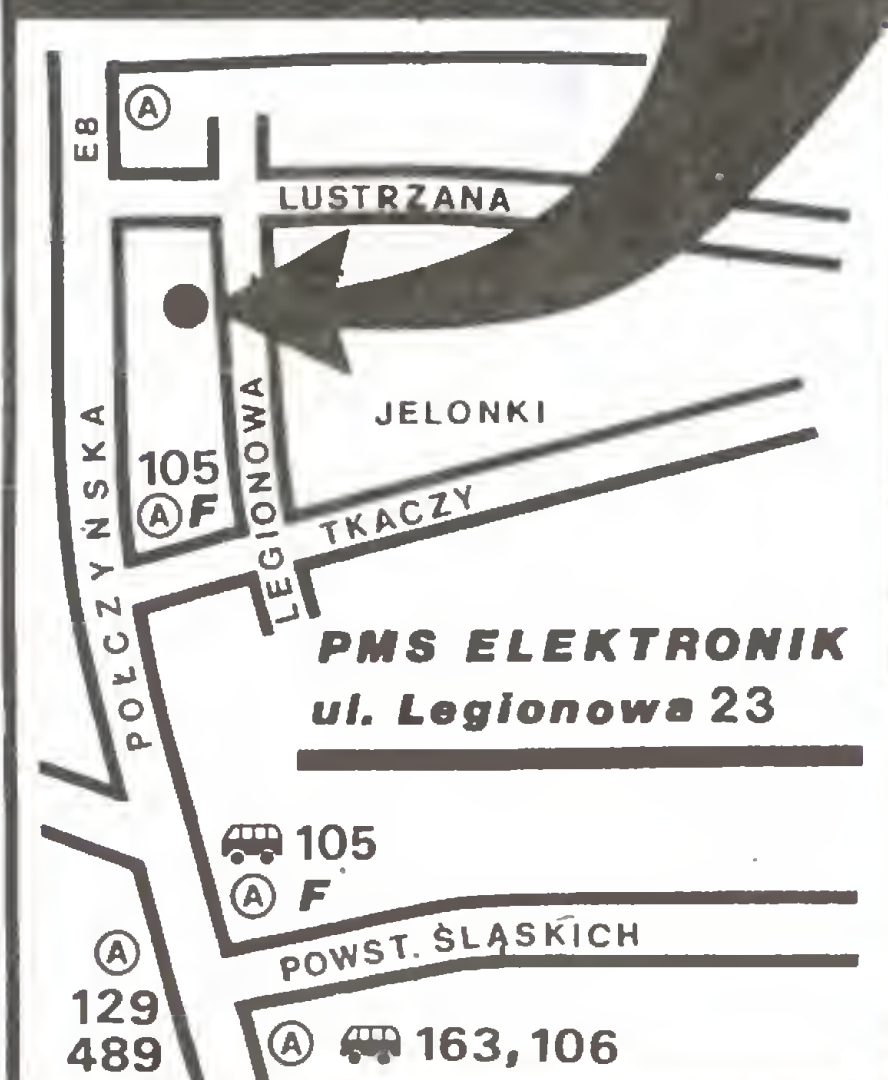 A
E8
LUSTRZANA
POŁCZYŃSKA
LEGIONOWA
JELONKI
105
A F
TKACZY
PMS ELEKTRONIK
ul. Legionowa 23
105
A F
A
129
489
POWST. ŚLĄSKICH
A 163, 106